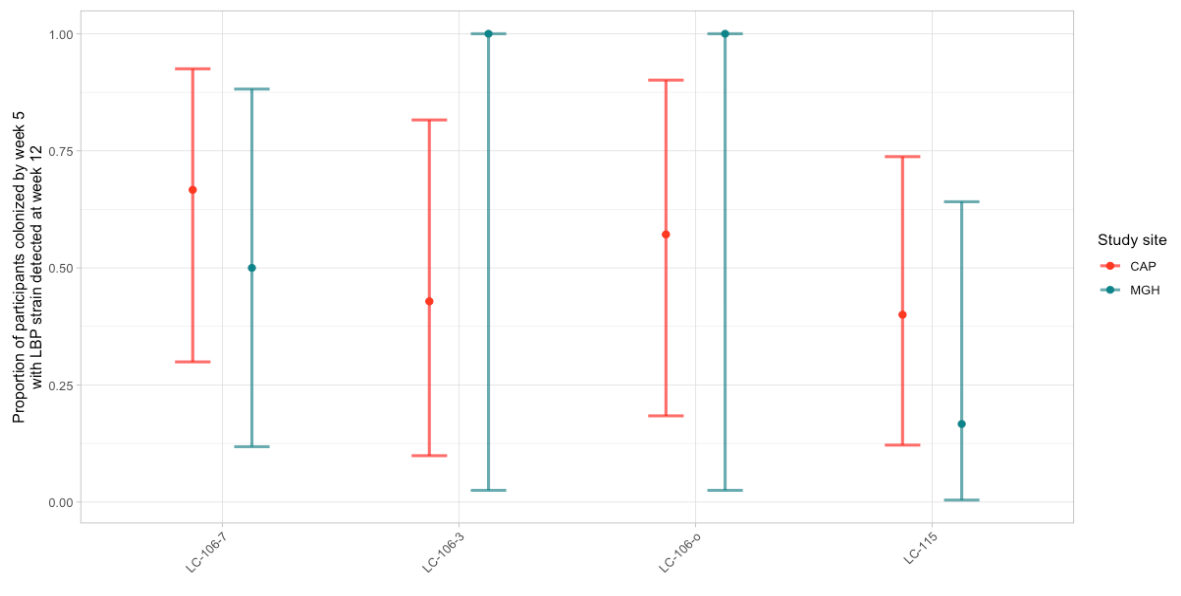 Proportion of participants colonized by week 5
with LBP strain detected at week 12
1.00
0.75
0.50
0.25
0.00
LC-106-7
LC-106-3
LC-106-o
LC-115
Study site
CAP
MGH